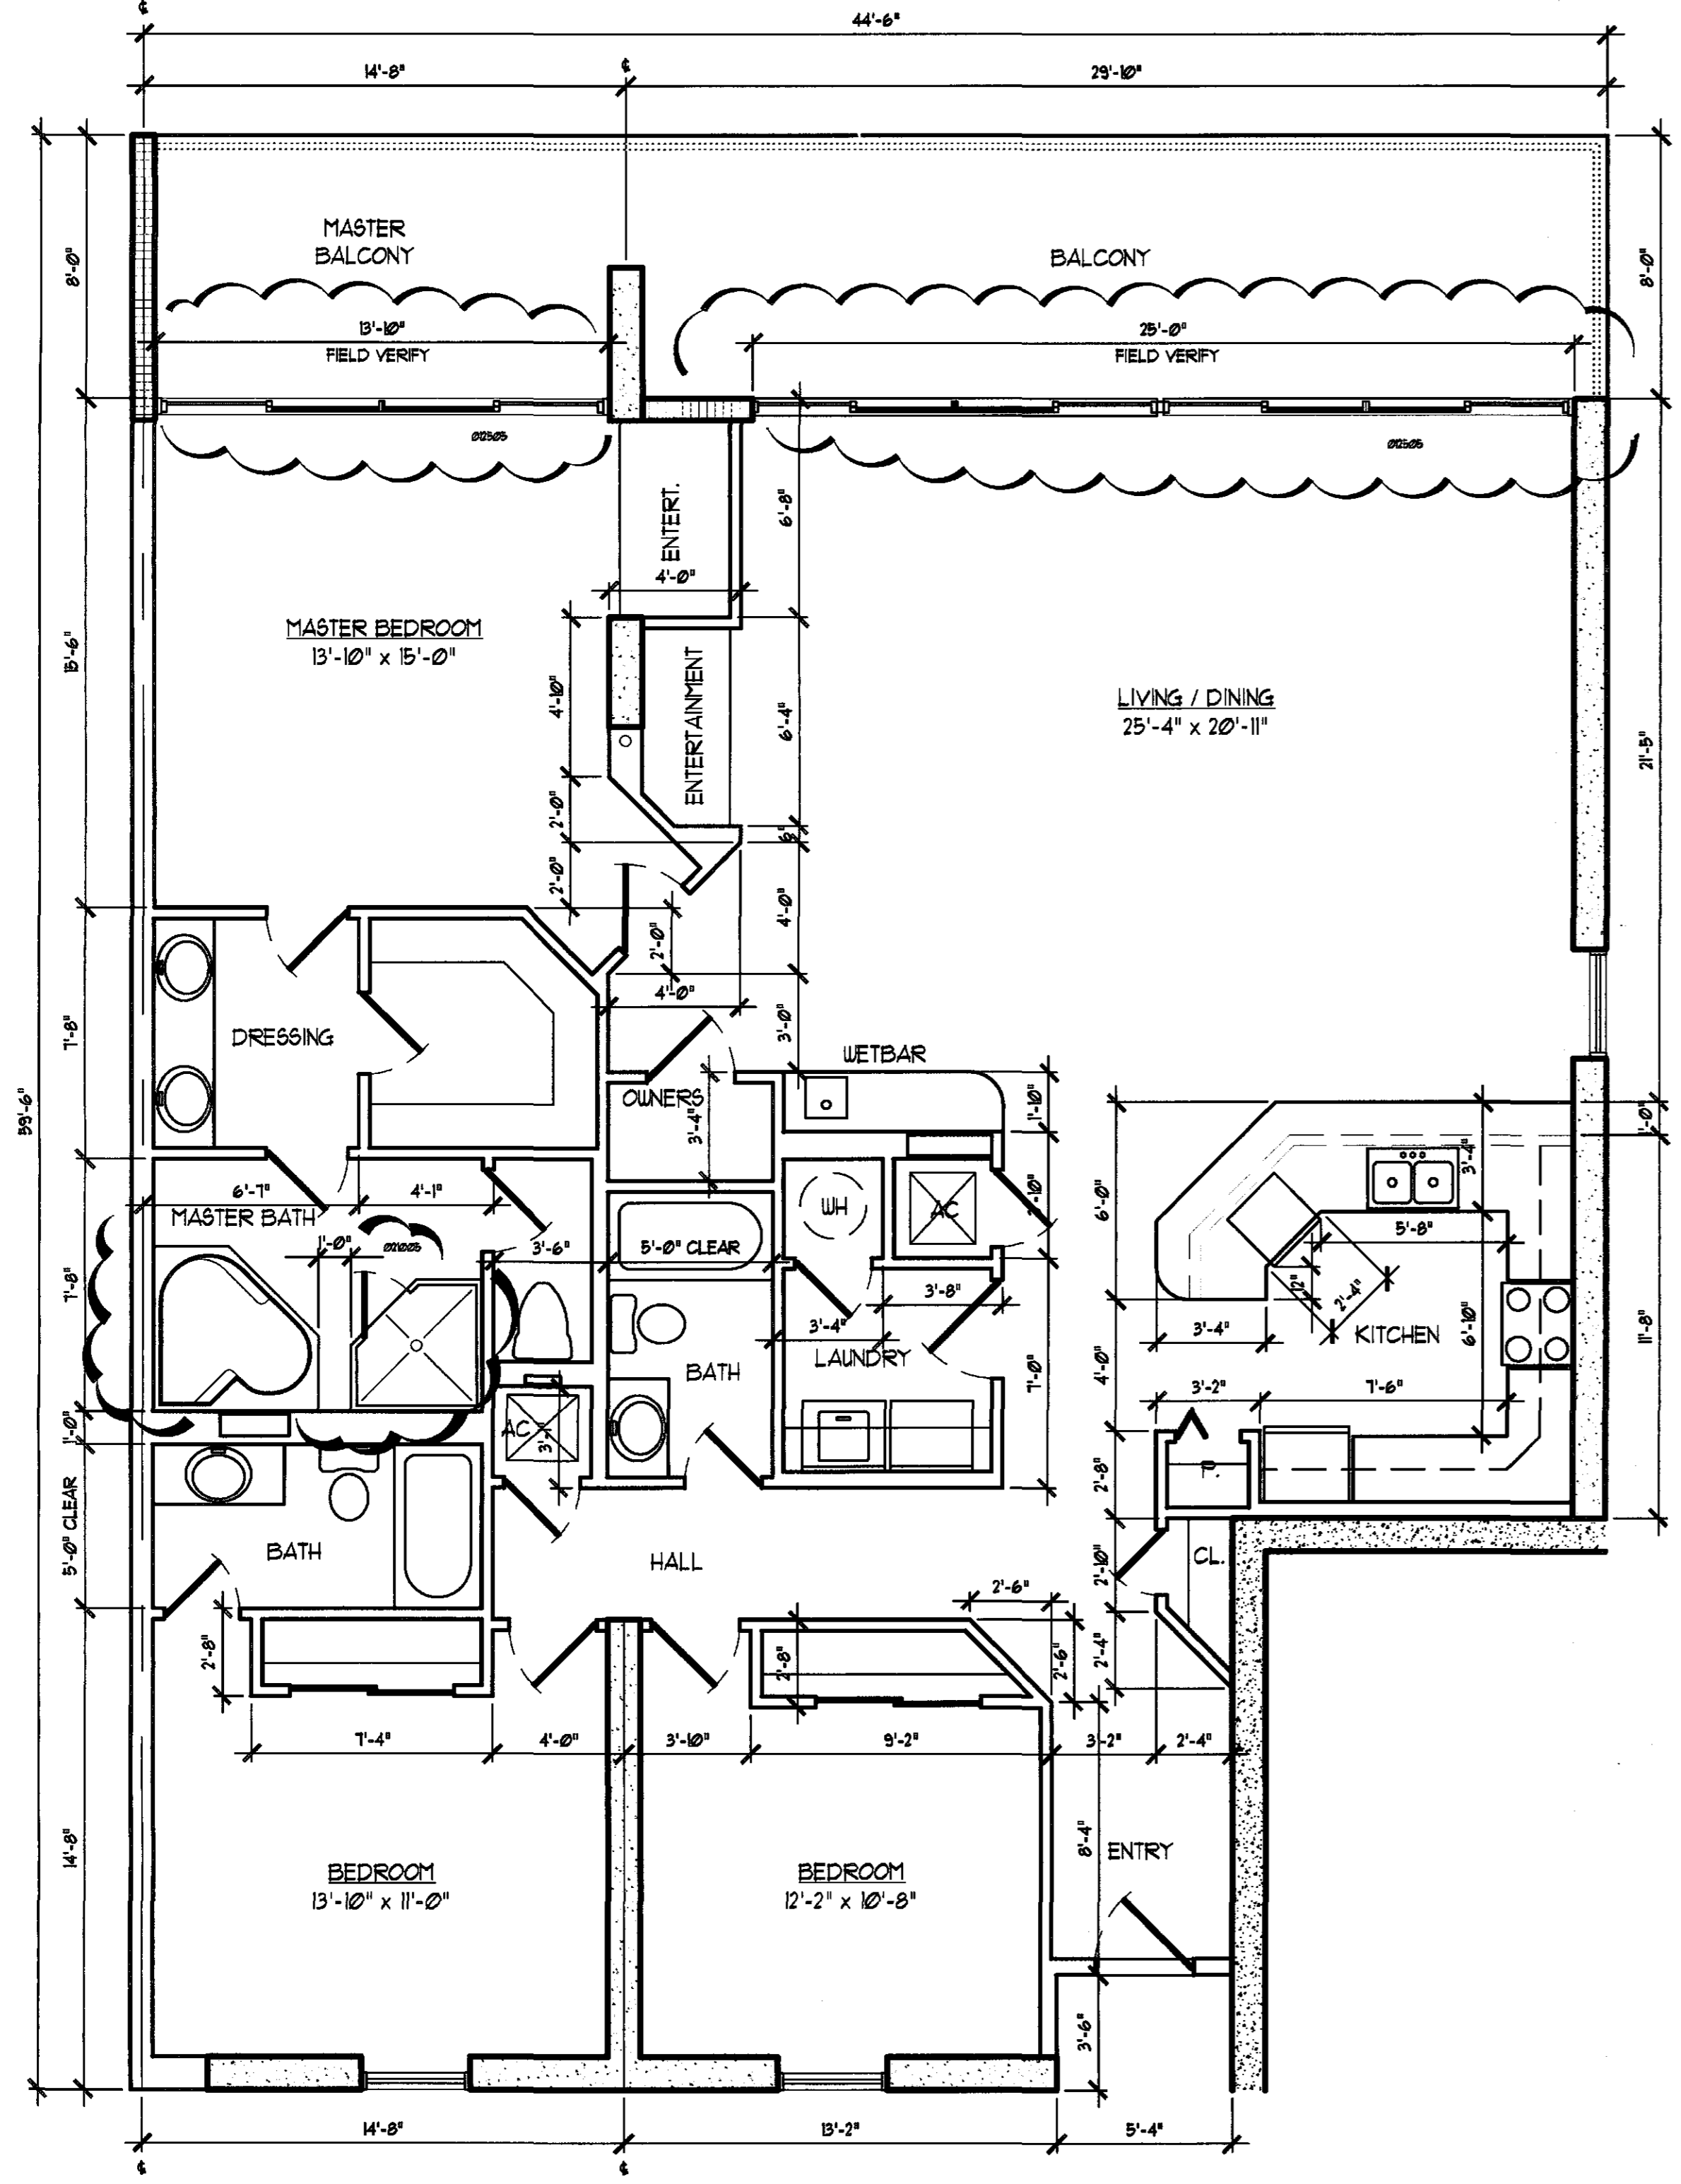 ¢
44'-6"
14'-8"
¢
29'-10"
MASTER
BALCONY
BALCONY
8'-0"
8'-0"
13'-10"
FIELD VERIFY
25'-0"
FIELD VERIFY
012505
012505
ENTERT.
6'-8"
4'-0"
MASTER BEDROOM
13'-10" x 15'-0"
15'-6"
4'-10"
ENTERTAINMENT
6'-4"
LIVING / DINING
25'-4" x 20'-11"
21'-5"
2'-0"
6"
2'-0"
4'-0"
2'-0"
4'-0"
3'-0"
DRESSING
7'-8"
WETBAR
OWNERS
3'-4"
1'-10"
59'-6"
1'-0"
3'-4"
6'-7"
4'-1"
MASTER BATH
WH
AC
6'-0"
5'-8"
1'-0"
021005
3'-6"
5'-0" CLEAR
7'-8"
3'-8"
12"
2'-4"
3'-4"
3'-4"
KITCHEN
6'-10"
11'-8"
LAUNDRY
BATH
7'-0"
4'-0"
3'-2"
7'-6"
AC
1'-0"
P.
2'-8"
5'-0" CLEAR
BATH
HALL
CL.
2'-10"
2'-6"
2'-8"
2'-8"
2'-6"
2'-4"
7'-4"
4'-0"
3'-10"
9'-2"
3'-2"
2'-4"
14'-8"
8'-4"
ENTRY
BEDROOM
13'-10" x 11'-0"
BEDROOM
12'-2" x 10'-8"
3'-6"
14'-8"
13'-2"
5'-4"
¢
¢